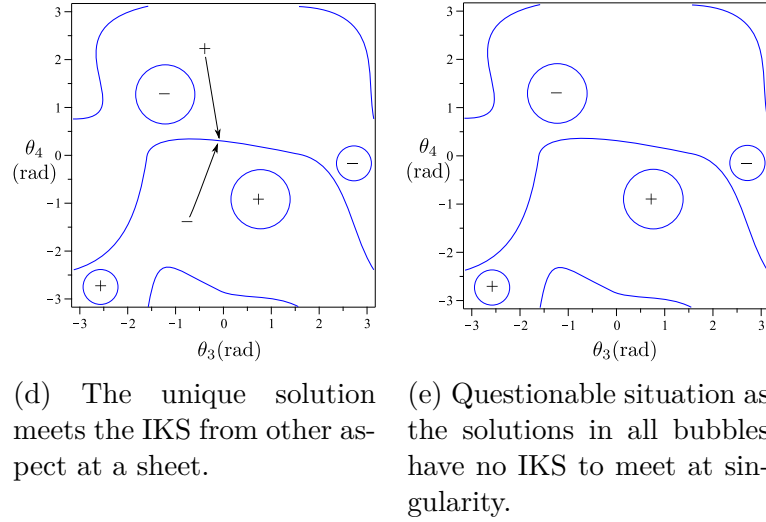 3
2
1
0
−1
−2
−3
θ4
(rad)
+
−
−
+
−
+
−3 −2 −1 0 1 2 3
θ3(rad)
3
2
1
0
−1
−2
−3
θ4
(rad)
−
−
+
+
−3 −2 −1 0 1 2 3
θ3(rad)
(d) The unique solution
meets the IKS from other as-
pect at a sheet.
(e) Questionable situation as
the solutions in all bubbles
have no IKS to meet at sin-
gularity.